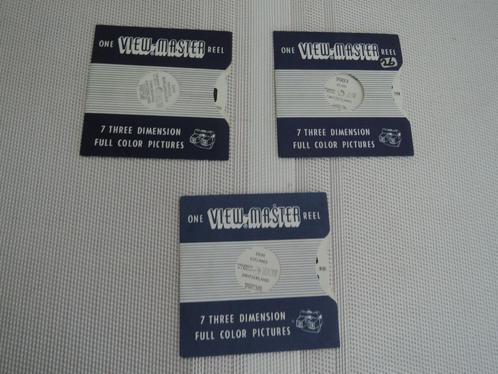 ONE VIEW-MASTER REEL
7 THREE DIMENSION
FULL COLOR PICTURES
ONE VIEW-MASTER REEL
26
7 THREE DIMENSION
FULL COLOR PICTURES
ONE VIEW-MASTER REEL
SWITZERLAND
7 THREE DIMENSION
FULL COLOR PICTURES